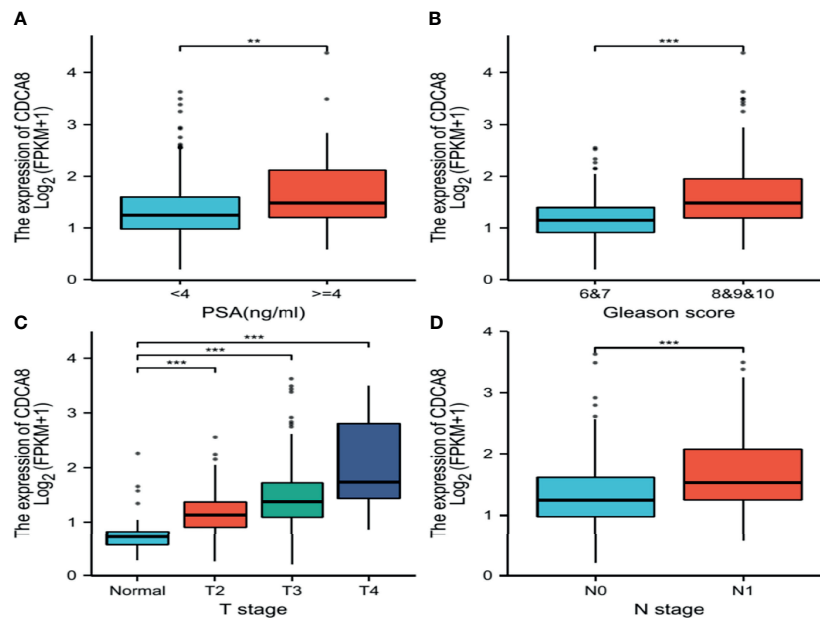 A
The expression of CDCA8
Log2 (FPKM+1)
4
3
2
1
0
**
<4
>=4
PSA(ng/ml)
B
The expression of CDCA8
Log2 (FPKM+1)
4
3
2
1
0
***
6&7
8&9&10
Gleason score
C
The expression of CDCA8
Log2 (FPKM+1)
4
3
2
1
0
***
***
***
Normal
T2
T3
T4
T stage
D
The expression of CDCA8
Log2 (FPKM+1)
4
3
2
1
0
***
N0
N1
N stage